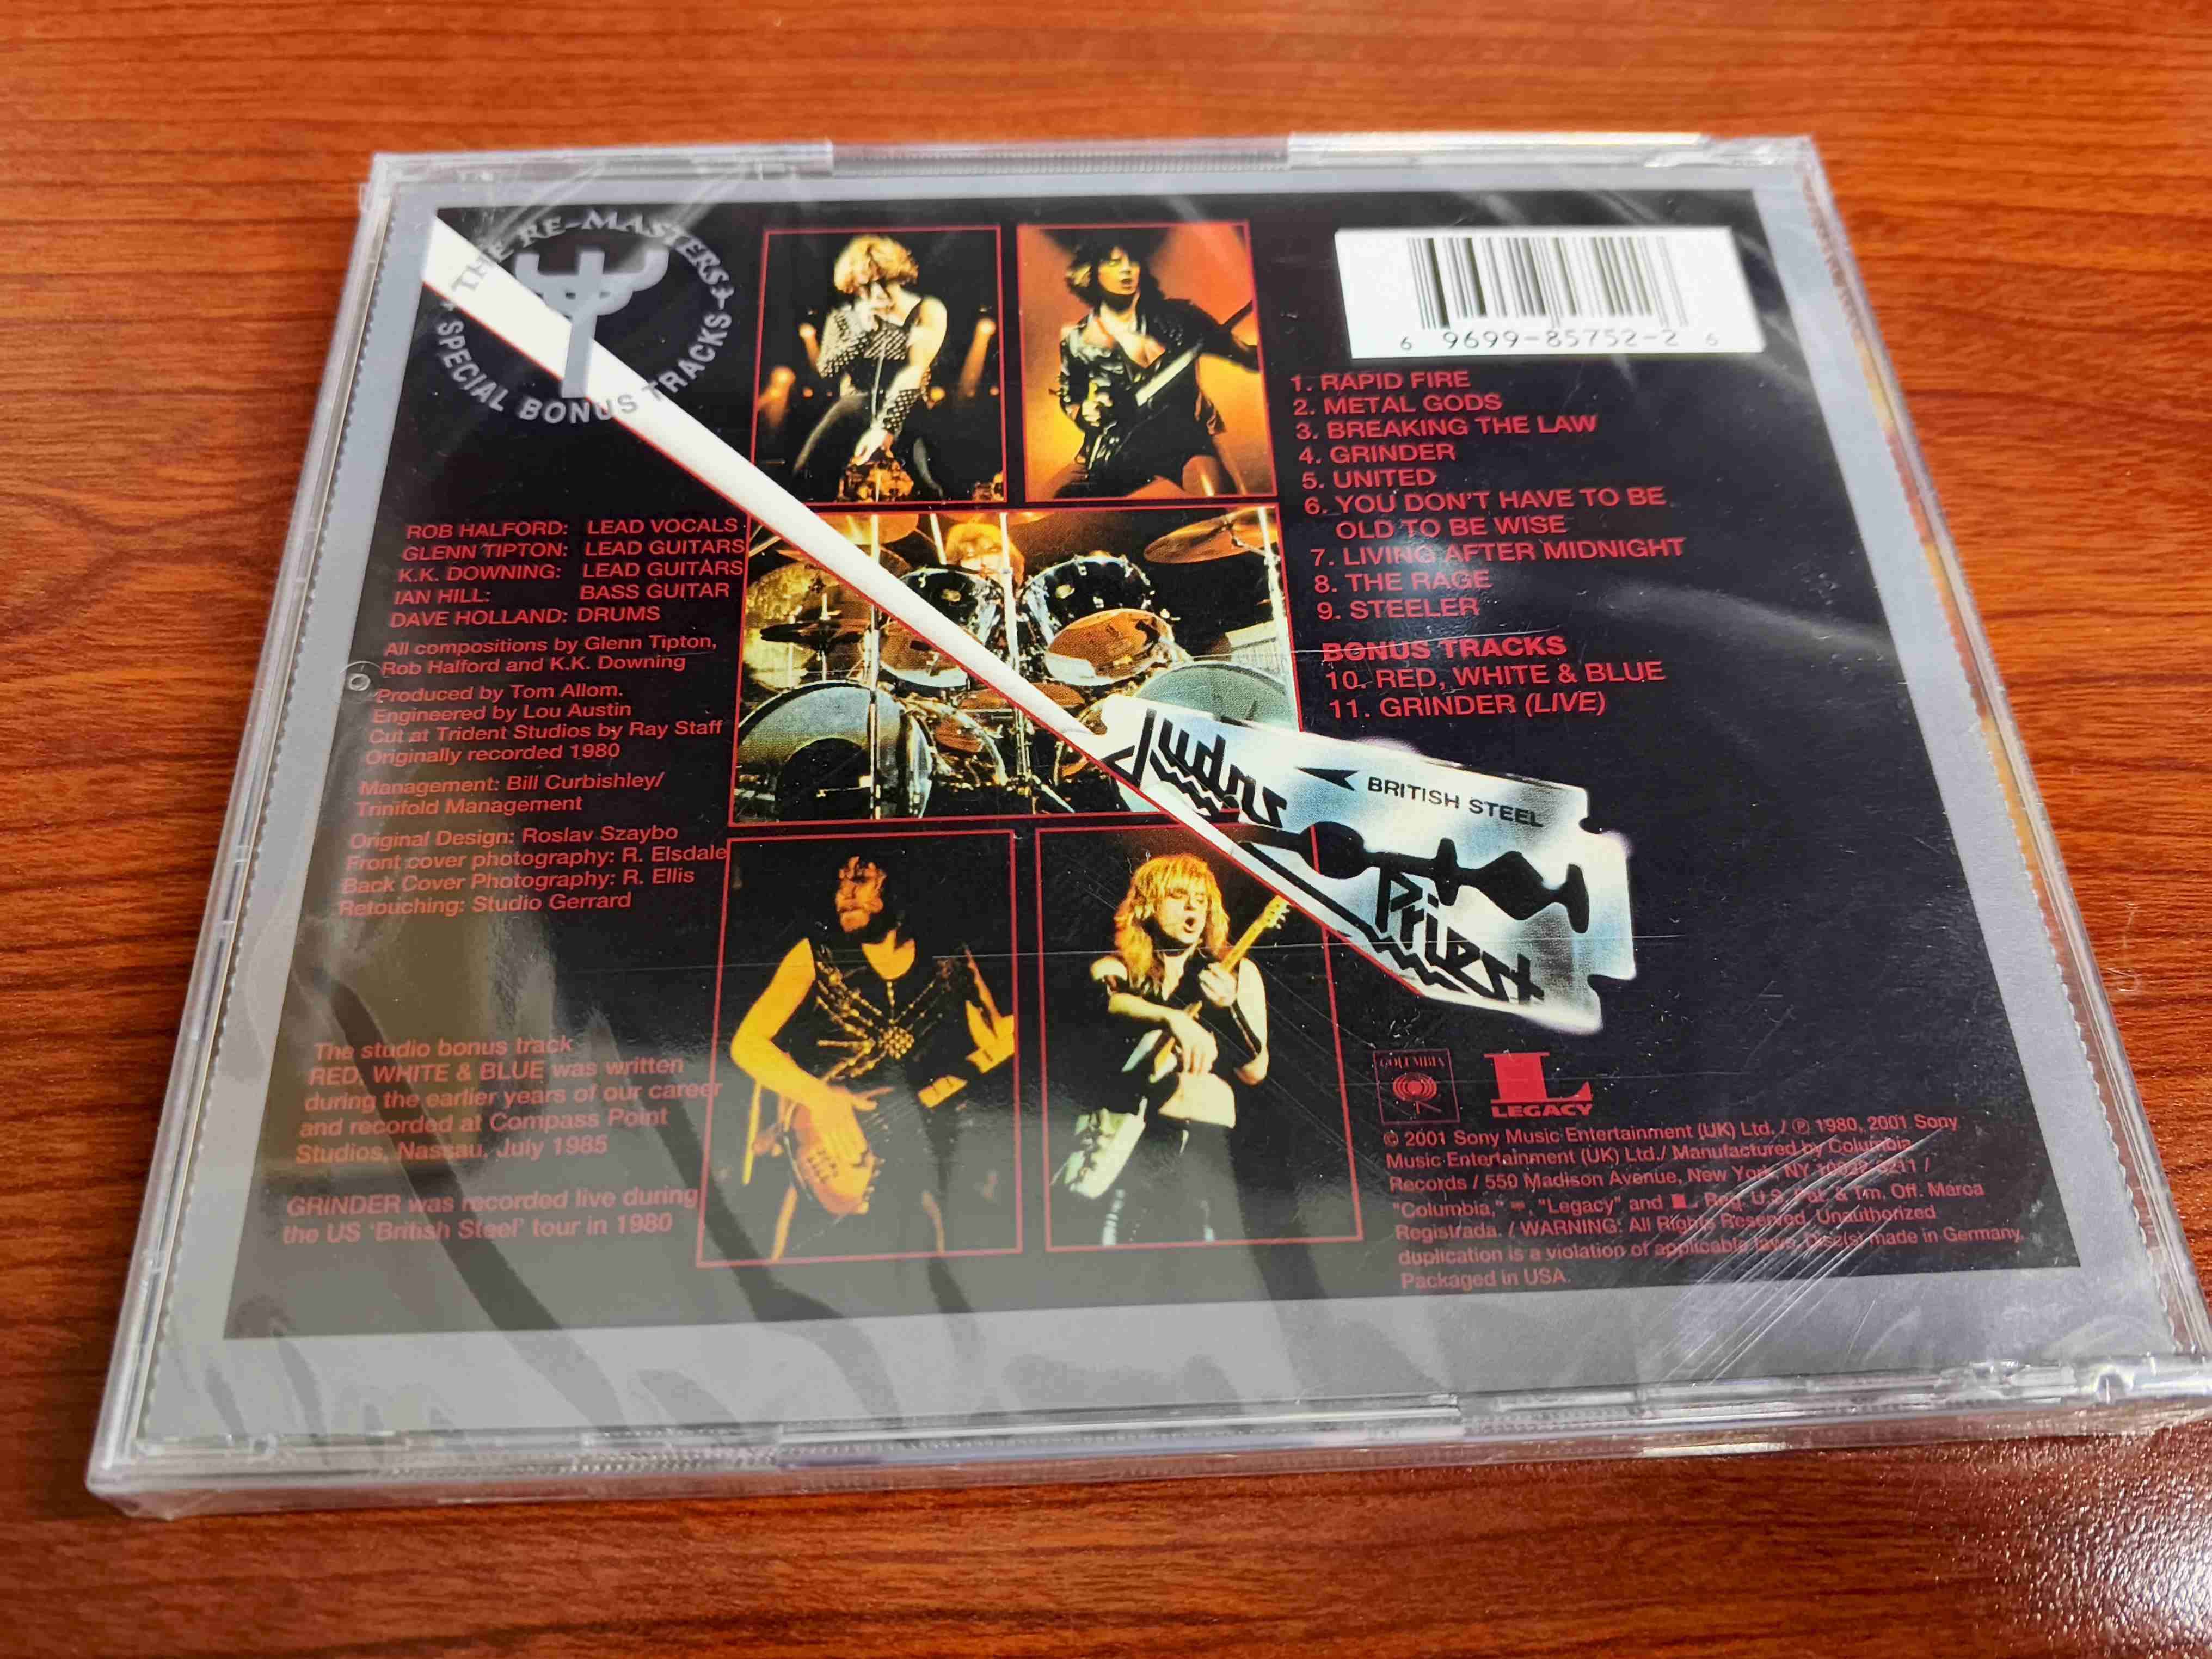 THE RE-MASTERS
SPECIAL BONUS TRACKS
ROB HALFORD: LEAD VOCALS
GLENN TIPTON: LEAD GUITARS
K.K. DOWNING: LEAD GUITARS
IAN HILL: BASS GUITAR
DAVE HOLLAND: DRUMS
All compositions by Glenn Tipton,
Rob Halford and K.K. Downing
Produced by Tom Allom.
Engineered by Lou Austin
Cut at Trident Studios by Ray Staff
Originally recorded 1980
Management: Bill Curbishley/
Trinifold Management
Original Design: Roslav Szaybo
Front cover photography: R. Elsdale
Back Cover Photography: R. Ellis
Retouching: Studio Gerrard
The studio bonus track
RED, WHITE & BLUE was written
during the earlier years of our career
and recorded at Compass Point
Studios, Nassau, July 1985
GRINDER was recorded live during
the US 'British Steel' tour in 1980
6 9699-85752-2 6
1. RAPID FIRE
2. METAL GODS
3. BREAKING THE LAW
4. GRINDER
5. UNITED
6. YOU DON'T HAVE TO BE
OLD TO BE WISE
7. LIVING AFTER MIDNIGHT
8. THE RAGE
9. STEELER
BONUS TRACKS
10. RED, WHITE & BLUE
11. GRINDER (LIVE)
Judas
BRITISH STEEL
Priest
COLUMBIA
L
LEGACY
© 2001 Sony Music Entertainment (UK) Ltd. / ℗ 1980, 2001 Sony
Music Entertainment (UK) Ltd./ Manufactured by Columbia
Records / 550 Madison Avenue, New York, NY 10022-3211 /
"Columbia," "Legacy" and L Reg. U.S. Pat. & Tm. Off. Marca
Registrada. / WARNING: All Rights Reserved. Unauthorized
duplication is a violation of applicable laws. Disc(s) made in Germany.
Packaged in USA.